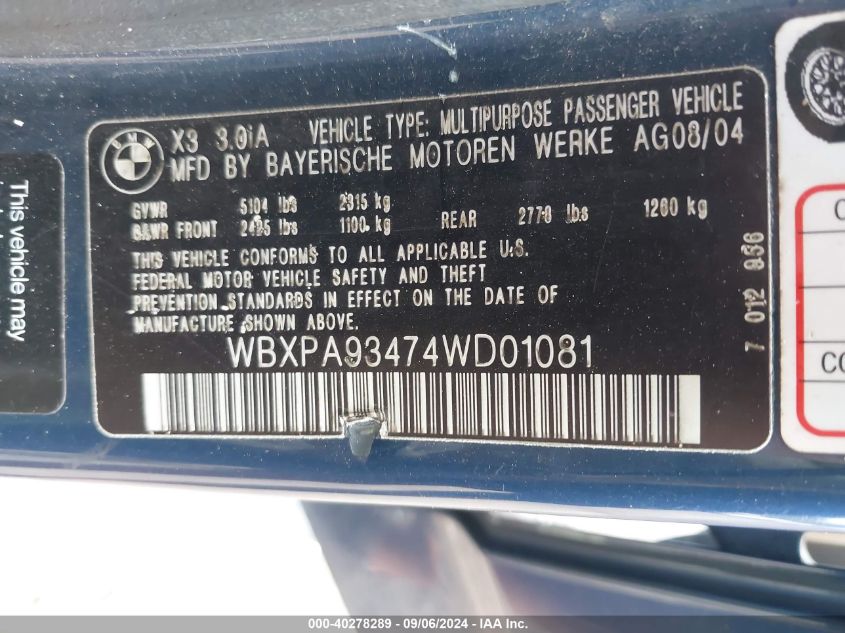 BMW
X3 3.0iA VEHICLE TYPE: MULTIPURPOSE PASSENGER VEHICLE
MFD BY BAYERISCHE MOTOREN WERKE AG08/04
GVWR 5104 lbs 2315 kg
GAWR FRONT 2425 lbs 1100 kg REAR 2778 lbs 1260 kg
THIS VEHICLE CONFORMS TO ALL APPLICABLE U.S.
FEDERAL MOTOR VEHICLE SAFETY AND THEFT
PREVENTION STANDARDS IN EFFECT ON THE DATE OF
MANUFACTURE SHOWN ABOVE.
WBXPA93474WD01081
7 012 936
This vehicle may
000-40278289 - 09/06/2024 - IAA Inc.